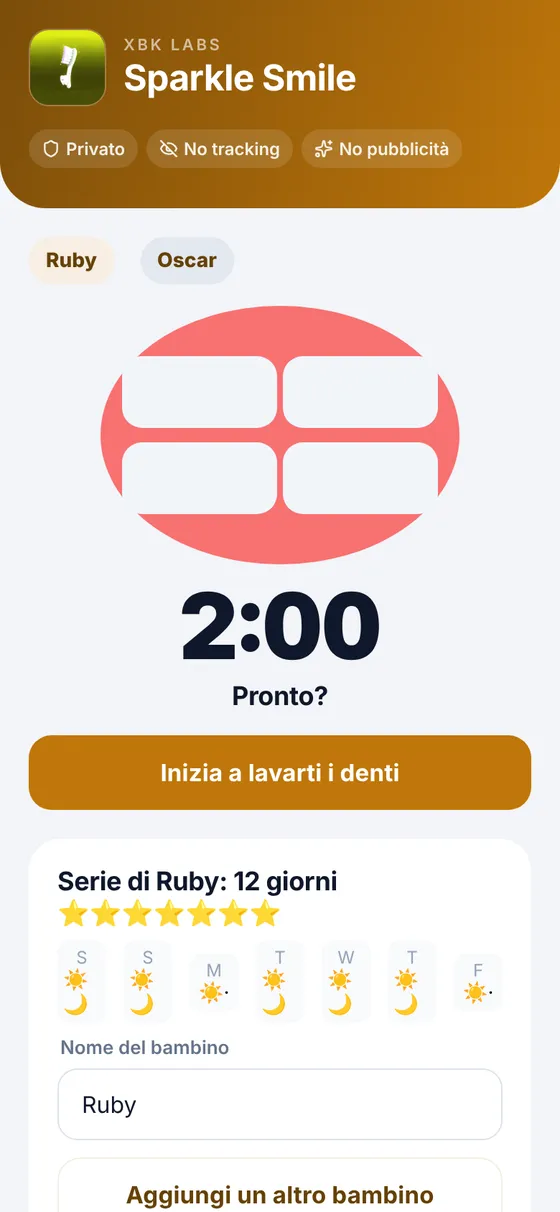 XBK LABS
Sparkle Smile
Privato
No tracking
No pubblicità
Ruby
Oscar
2:00
Pronto?
Inizia a lavarti i denti
Serie di Ruby: 12 giorni
⭐⭐⭐⭐⭐⭐⭐
S S M T W T F
☀️ ☀️ ☀️· ☀️ ☀️ ☀️ ☀️·
🌙 🌙 🌙 🌙 🌙
Nome del bambino
Ruby
Aggiungi un altro bambino